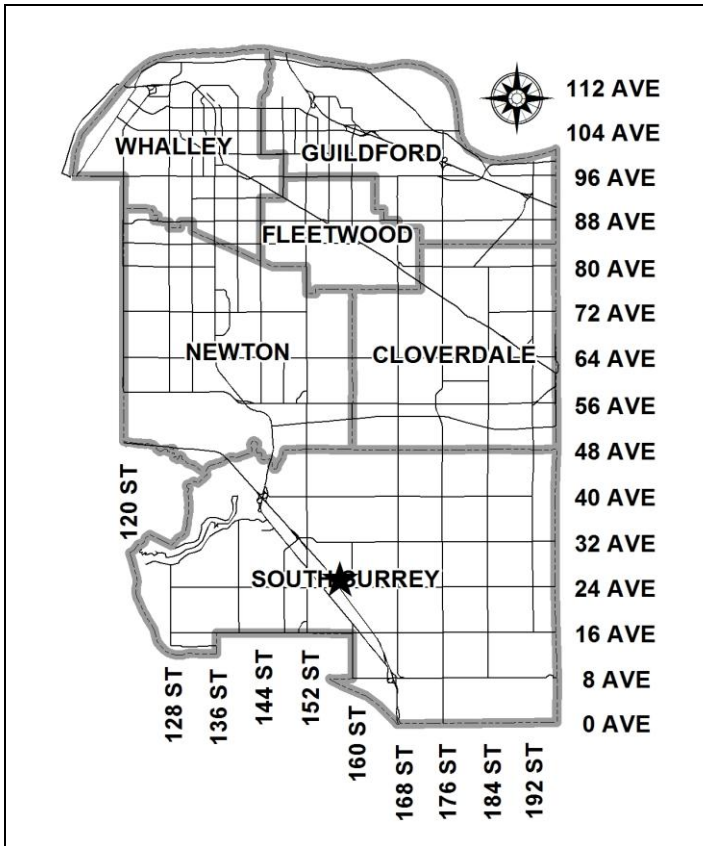 112 AVE
104 AVE
WHALLEY
GUILDFORD
96 AVE
88 AVE
FLEETWOOD
80 AVE
72 AVE
NEWTON
CLOVERDALE
64 AVE
56 AVE
48 AVE
120 ST
40 AVE
32 AVE
SOUTH SURREY
24 AVE
16 AVE
128 ST
136 ST
144 ST
152 ST
8 AVE
160 ST
0 AVE
168 ST
176 ST
184 ST
192 ST